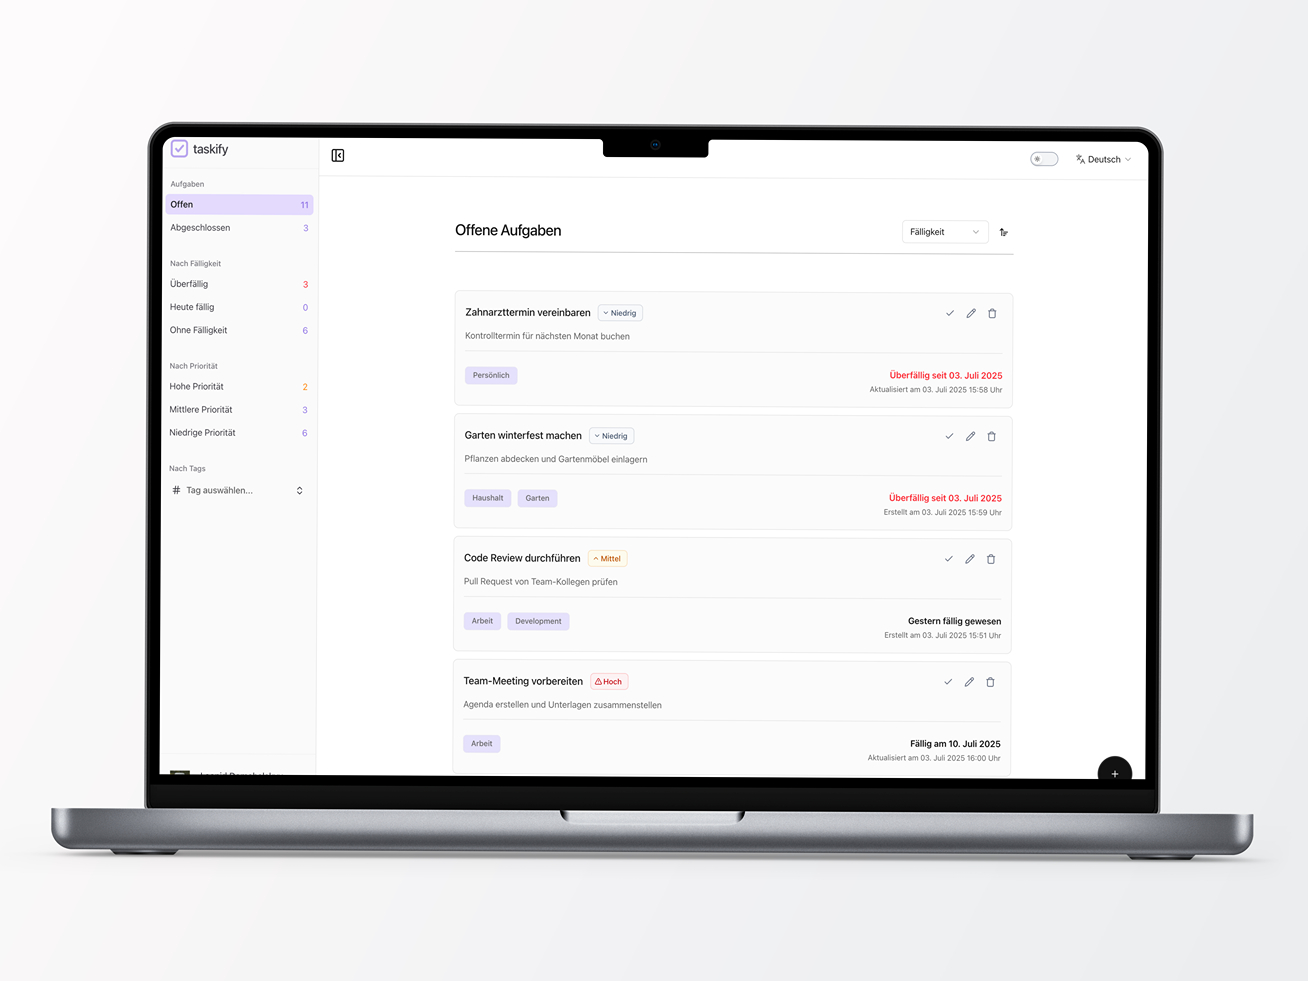 taskify
Deutsch
Aufgaben
Offen 11
Abgeschlossen 3
Nach Fälligkeit
Überfällig 3
Heute fällig 0
Ohne Fälligkeit 6
Nach Priorität
Hohe Priorität 2
Mittlere Priorität 3
Niedrige Priorität 6
Nach Tags
# Tag auswählen...
Offene Aufgaben
Fälligkeit
Zahnarzttermin vereinbaren Niedrig
Kontrolltermin für nächsten Monat buchen
Persönlich
Überfällig seit 03. Juli 2025
Aktualisiert am 03. Juli 2025 15:58 Uhr
Garten winterfest machen Niedrig
Pflanzen abdecken und Gartenmöbel einlagern
Haushalt Garten
Überfällig seit 03. Juli 2025
Erstellt am 03. Juli 2025 15:59 Uhr
Code Review durchführen Mittel
Pull Request von Team-Kollegen prüfen
Arbeit Development
Gestern fällig gewesen
Erstellt am 03. Juli 2025 15:51 Uhr
Team-Meeting vorbereiten Hoch
Agenda erstellen und Unterlagen zusammenstellen
Arbeit
Fällig am 10. Juli 2025
Aktualisiert am 03. Juli 2025 16:00 Uhr